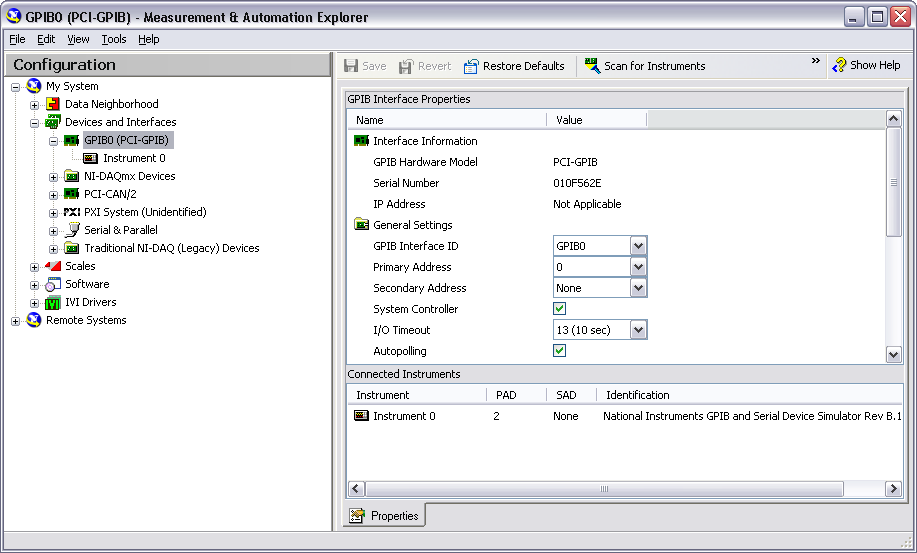 GPIB0 (PCI-GPIB) - Measurement & Automation Explorer
File Edit View Tools Help
Configuration
My System
Data Neighborhood
Devices and Interfaces
GPIB0 (PCI-GPIB)
Instrument 0
NI-DAQmx Devices
PCI-CAN/2
PXI PXI System (Unidentified)
Serial & Parallel
Traditional NI-DAQ (Legacy) Devices
Scales
Software
IVI Drivers
Remote Systems
Save Revert Restore Defaults Scan for Instruments » Show Help
GPIB Interface Properties
Name Value
Interface Information
GPIB Hardware Model PCI-GPIB
Serial Number 010F562E
IP Address Not Applicable
General Settings
GPIB Interface ID GPIB0
Primary Address 0
Secondary Address None
System Controller
I/O Timeout 13 (10 sec)
Autopolling
Connected Instruments
Instrument PAD SAD Identification
Instrument 0 2 None National Instruments GPIB and Serial Device Simulator Rev B.1
Properties